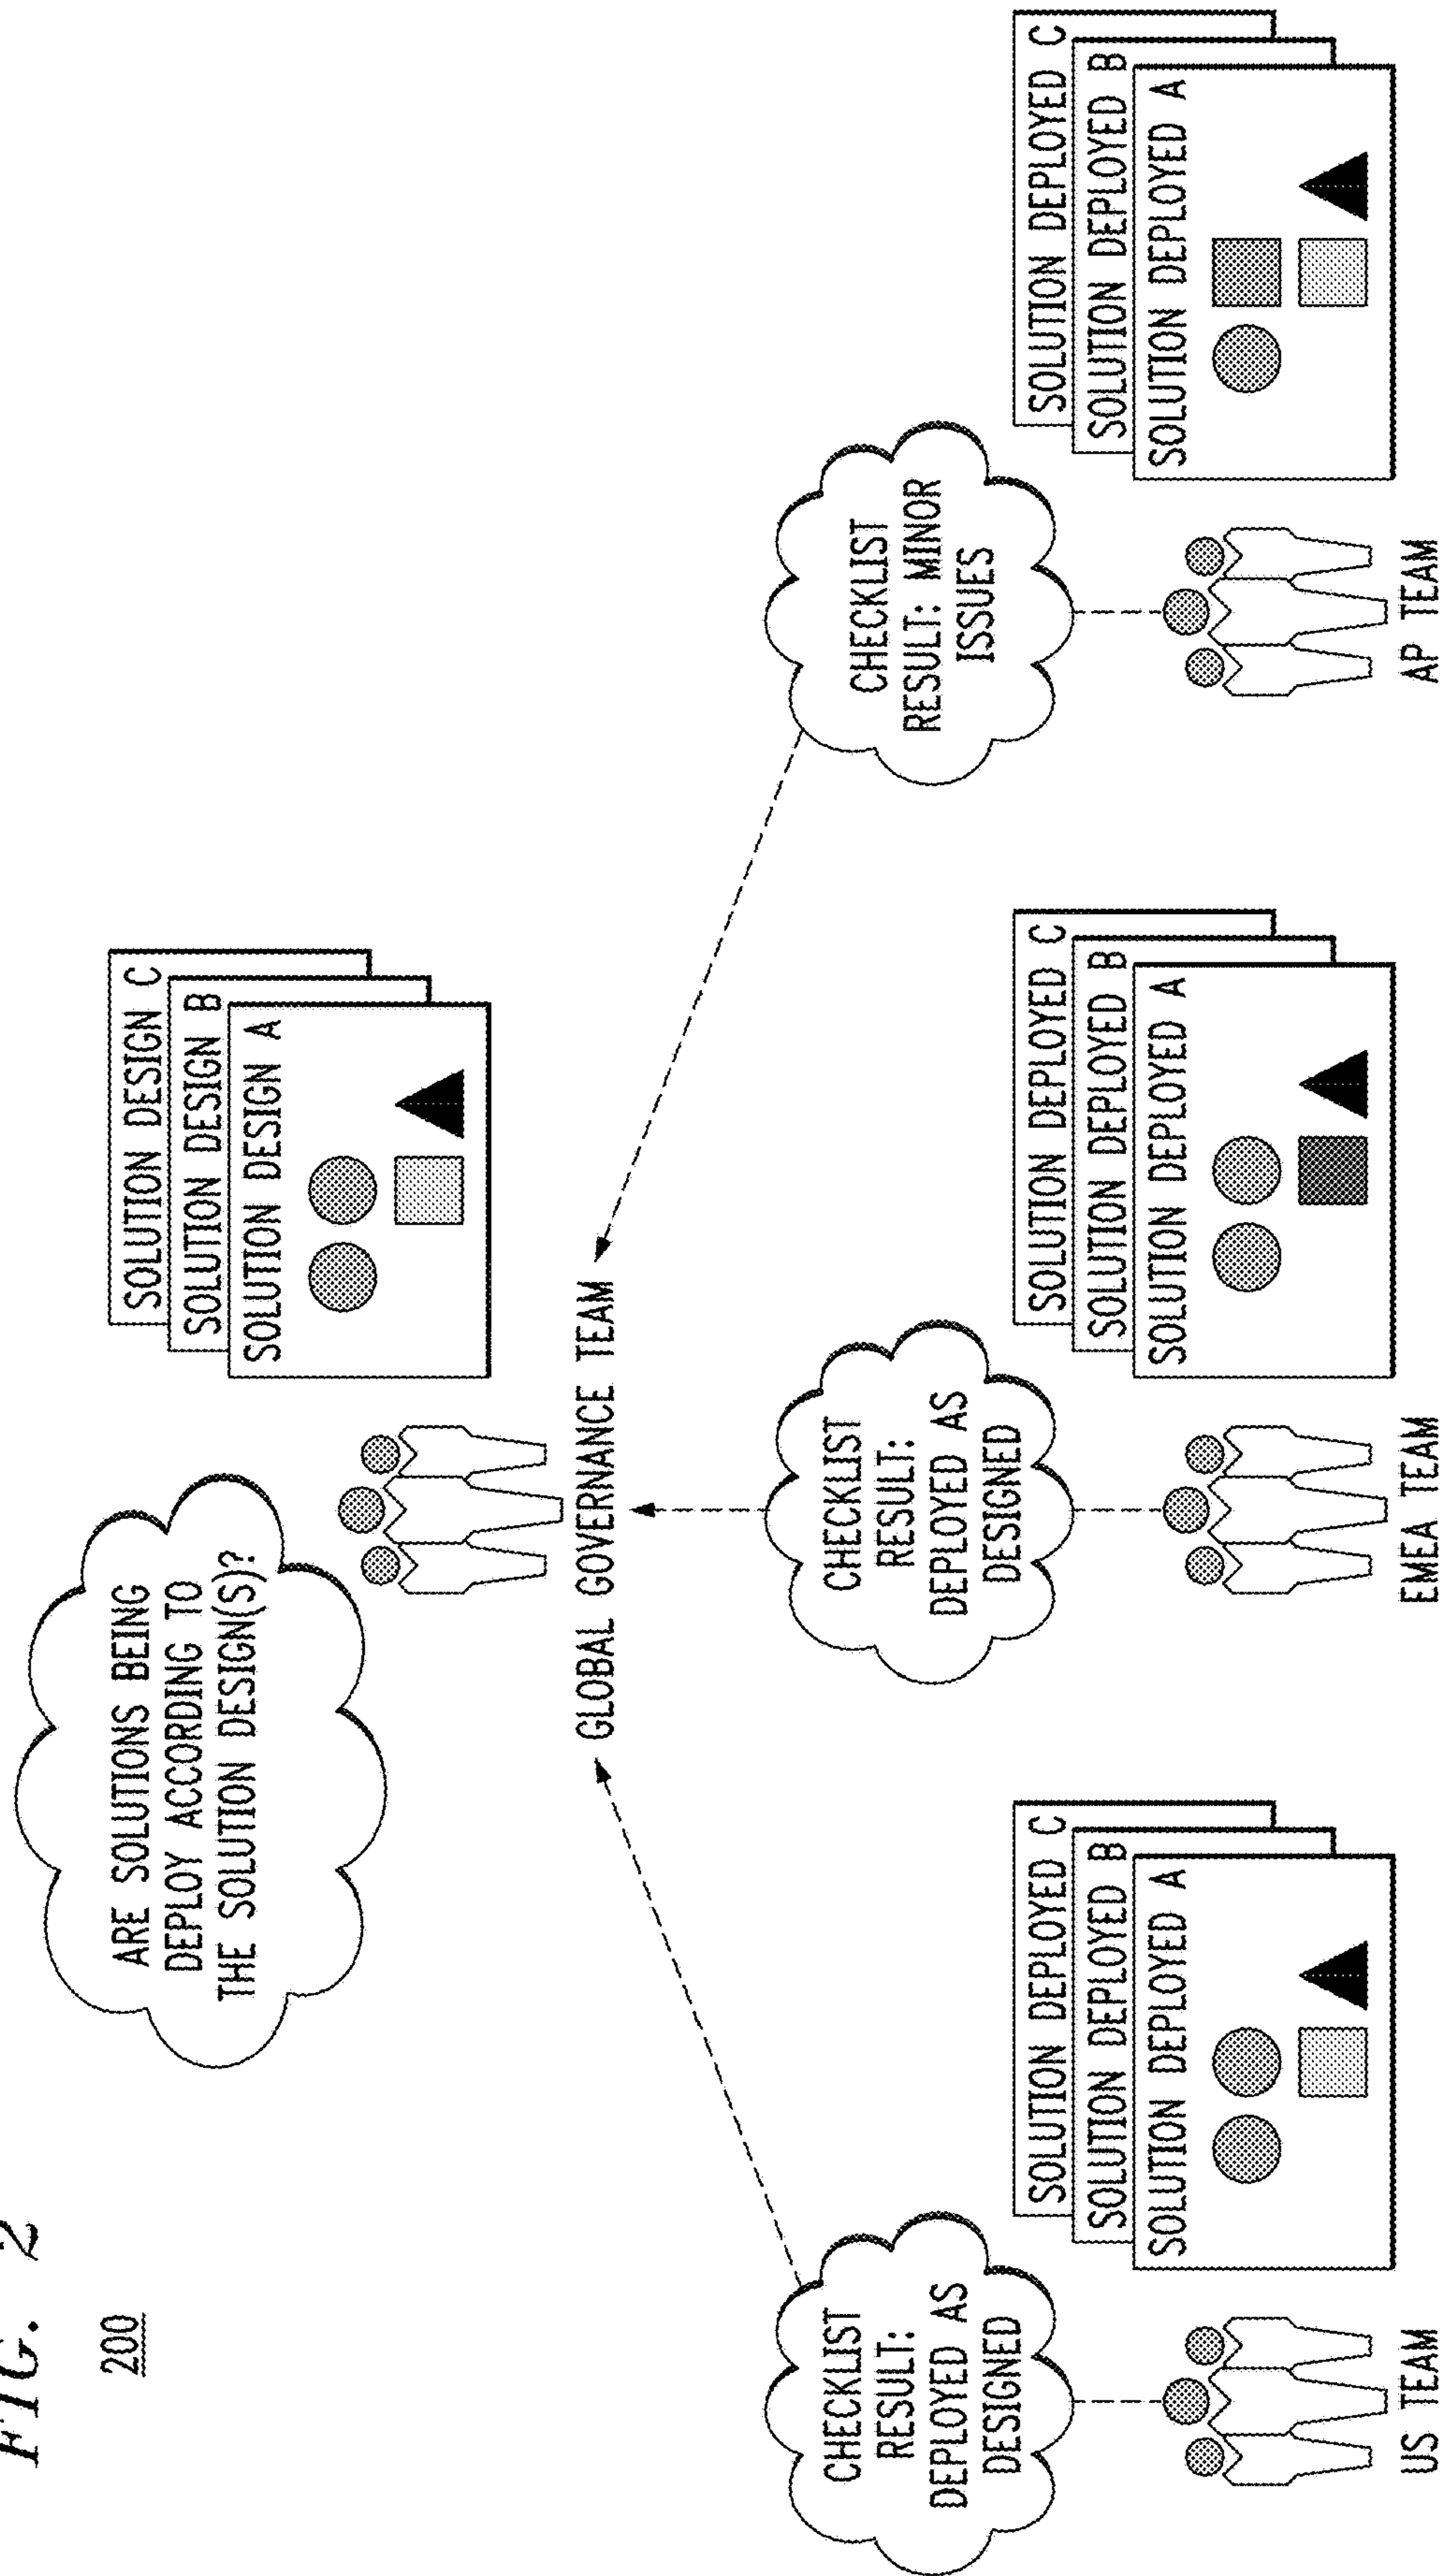 FIG. 2
200
ARE SOLUTIONS BEING
DEPLOY ACCORDING TO
THE SOLUTION DESIGN(S)?
SOLUTION DESIGN C
SOLUTION DESIGN B
SOLUTION DESIGN A
GLOBAL GOVERNANCE TEAM
CHECKLIST
RESULT:
DEPLOYED AS
DESIGNED
US TEAM
SOLUTION DEPLOYED C
SOLUTION DEPLOYED B
SOLUTION DEPLOYED A
CHECKLIST
RESULT:
DEPLOYED AS
DESIGNED
EMEA TEAM
SOLUTION DEPLOYED C
SOLUTION DEPLOYED B
SOLUTION DEPLOYED A
CHECKLIST
RESULT: MINOR
ISSUES
AP TEAM
SOLUTION DEPLOYED C
SOLUTION DEPLOYED B
SOLUTION DEPLOYED A